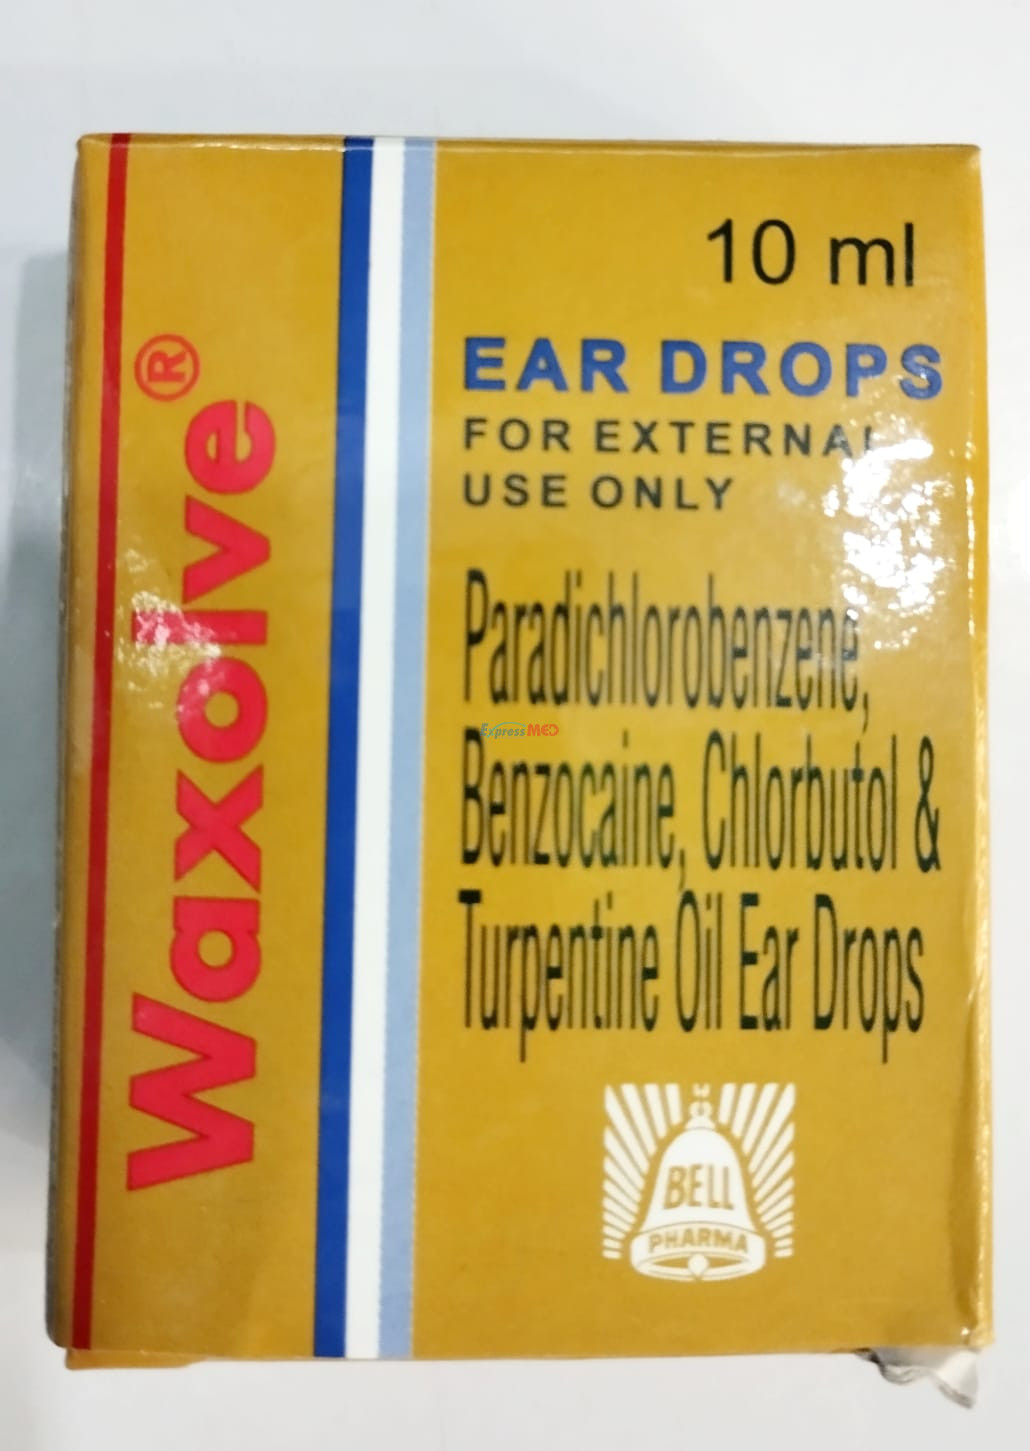 Waxolve®
10 ml
EAR DROPS
FOR EXTERNAL
USE ONLY
Paradichlorobenzene,
ExpressMED
Benzocaine, Chlorbutol &
Turpentine Oil Ear Drops
BELL
PHARMA